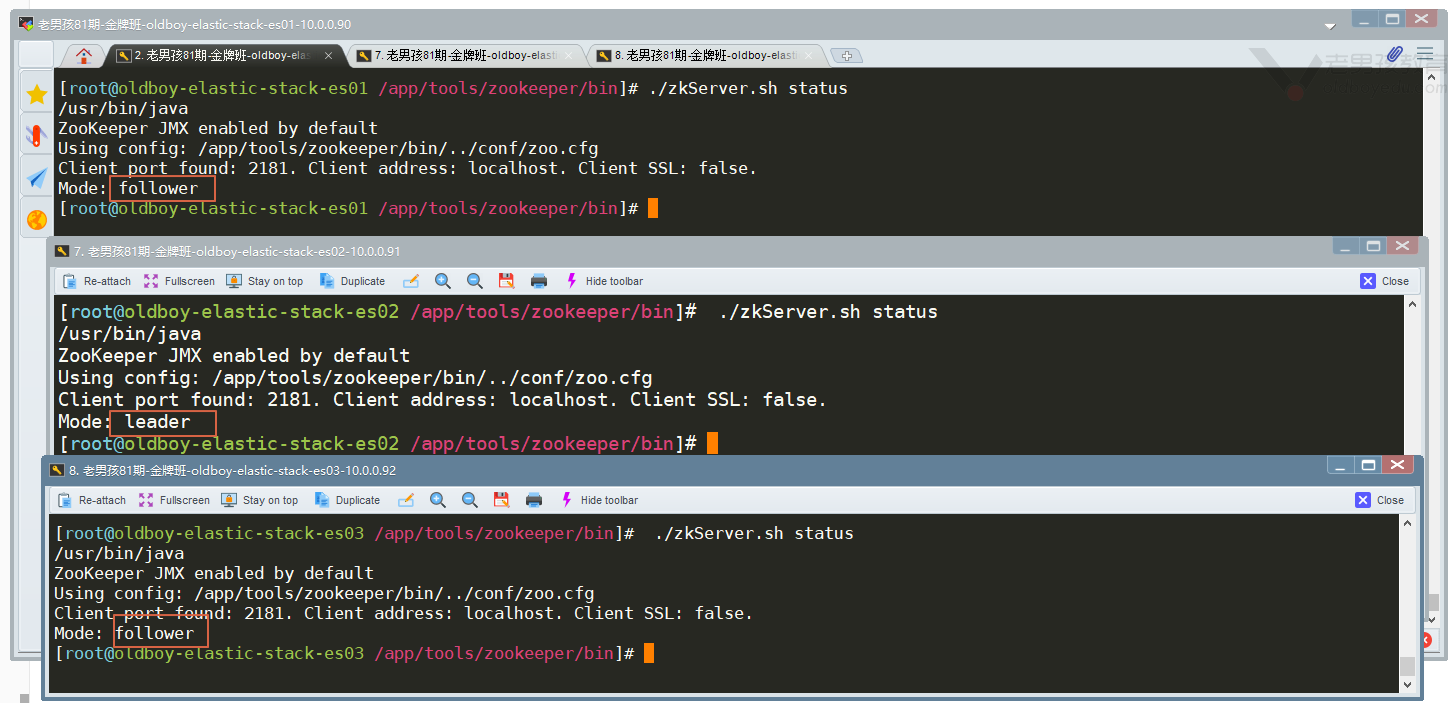 老男孩81期-金牌班-oldboy-elastic-stack-es01-10.0.0.90
2. 老男孩81期-金牌班-oldboy-ela
7. 老男孩81期-金牌班-oldboy-elasti
8. 老男孩81期-金牌班-oldboy-elasti
老男孩教育
[root@oldboy-elastic-stack-es01 /app/tools/zookeeper/bin]# ./zkServer.sh status
/usr/bin/java
ZooKeeper JMX enabled by default
Using config: /app/tools/zookeeper/bin/../conf/zoo.cfg
Client port found: 2181. Client address: localhost. Client SSL: false.
Mode: follower
[root@oldboy-elastic-stack-es01 /app/tools/zookeeper/bin]#
7. 老男孩81期-金牌班-oldboy-elastic-stack-es02-10.0.0.91
Re-attach Fullscreen Stay on top Duplicate Hide toolbar Close
[root@oldboy-elastic-stack-es02 /app/tools/zookeeper/bin]#  ./zkServer.sh status
/usr/bin/java
ZooKeeper JMX enabled by default
Using config: /app/tools/zookeeper/bin/../conf/zoo.cfg
Client port found: 2181. Client address: localhost. Client SSL: false.
Mode: leader
[root@oldboy-elastic-stack-es02 /app/tools/zookeeper/bin]#
8. 老男孩81期-金牌班-oldboy-elastic-stack-es03-10.0.0.92
Re-attach Fullscreen Stay on top Duplicate Hide toolbar Close
[root@oldboy-elastic-stack-es03 /app/tools/zookeeper/bin]#  ./zkServer.sh status
/usr/bin/java
ZooKeeper JMX enabled by default
Using config: /app/tools/zookeeper/bin/../conf/zoo.cfg
Client port found: 2181. Client address: localhost. Client SSL: false.
Mode: follower
[root@oldboy-elastic-stack-es03 /app/tools/zookeeper/bin]#